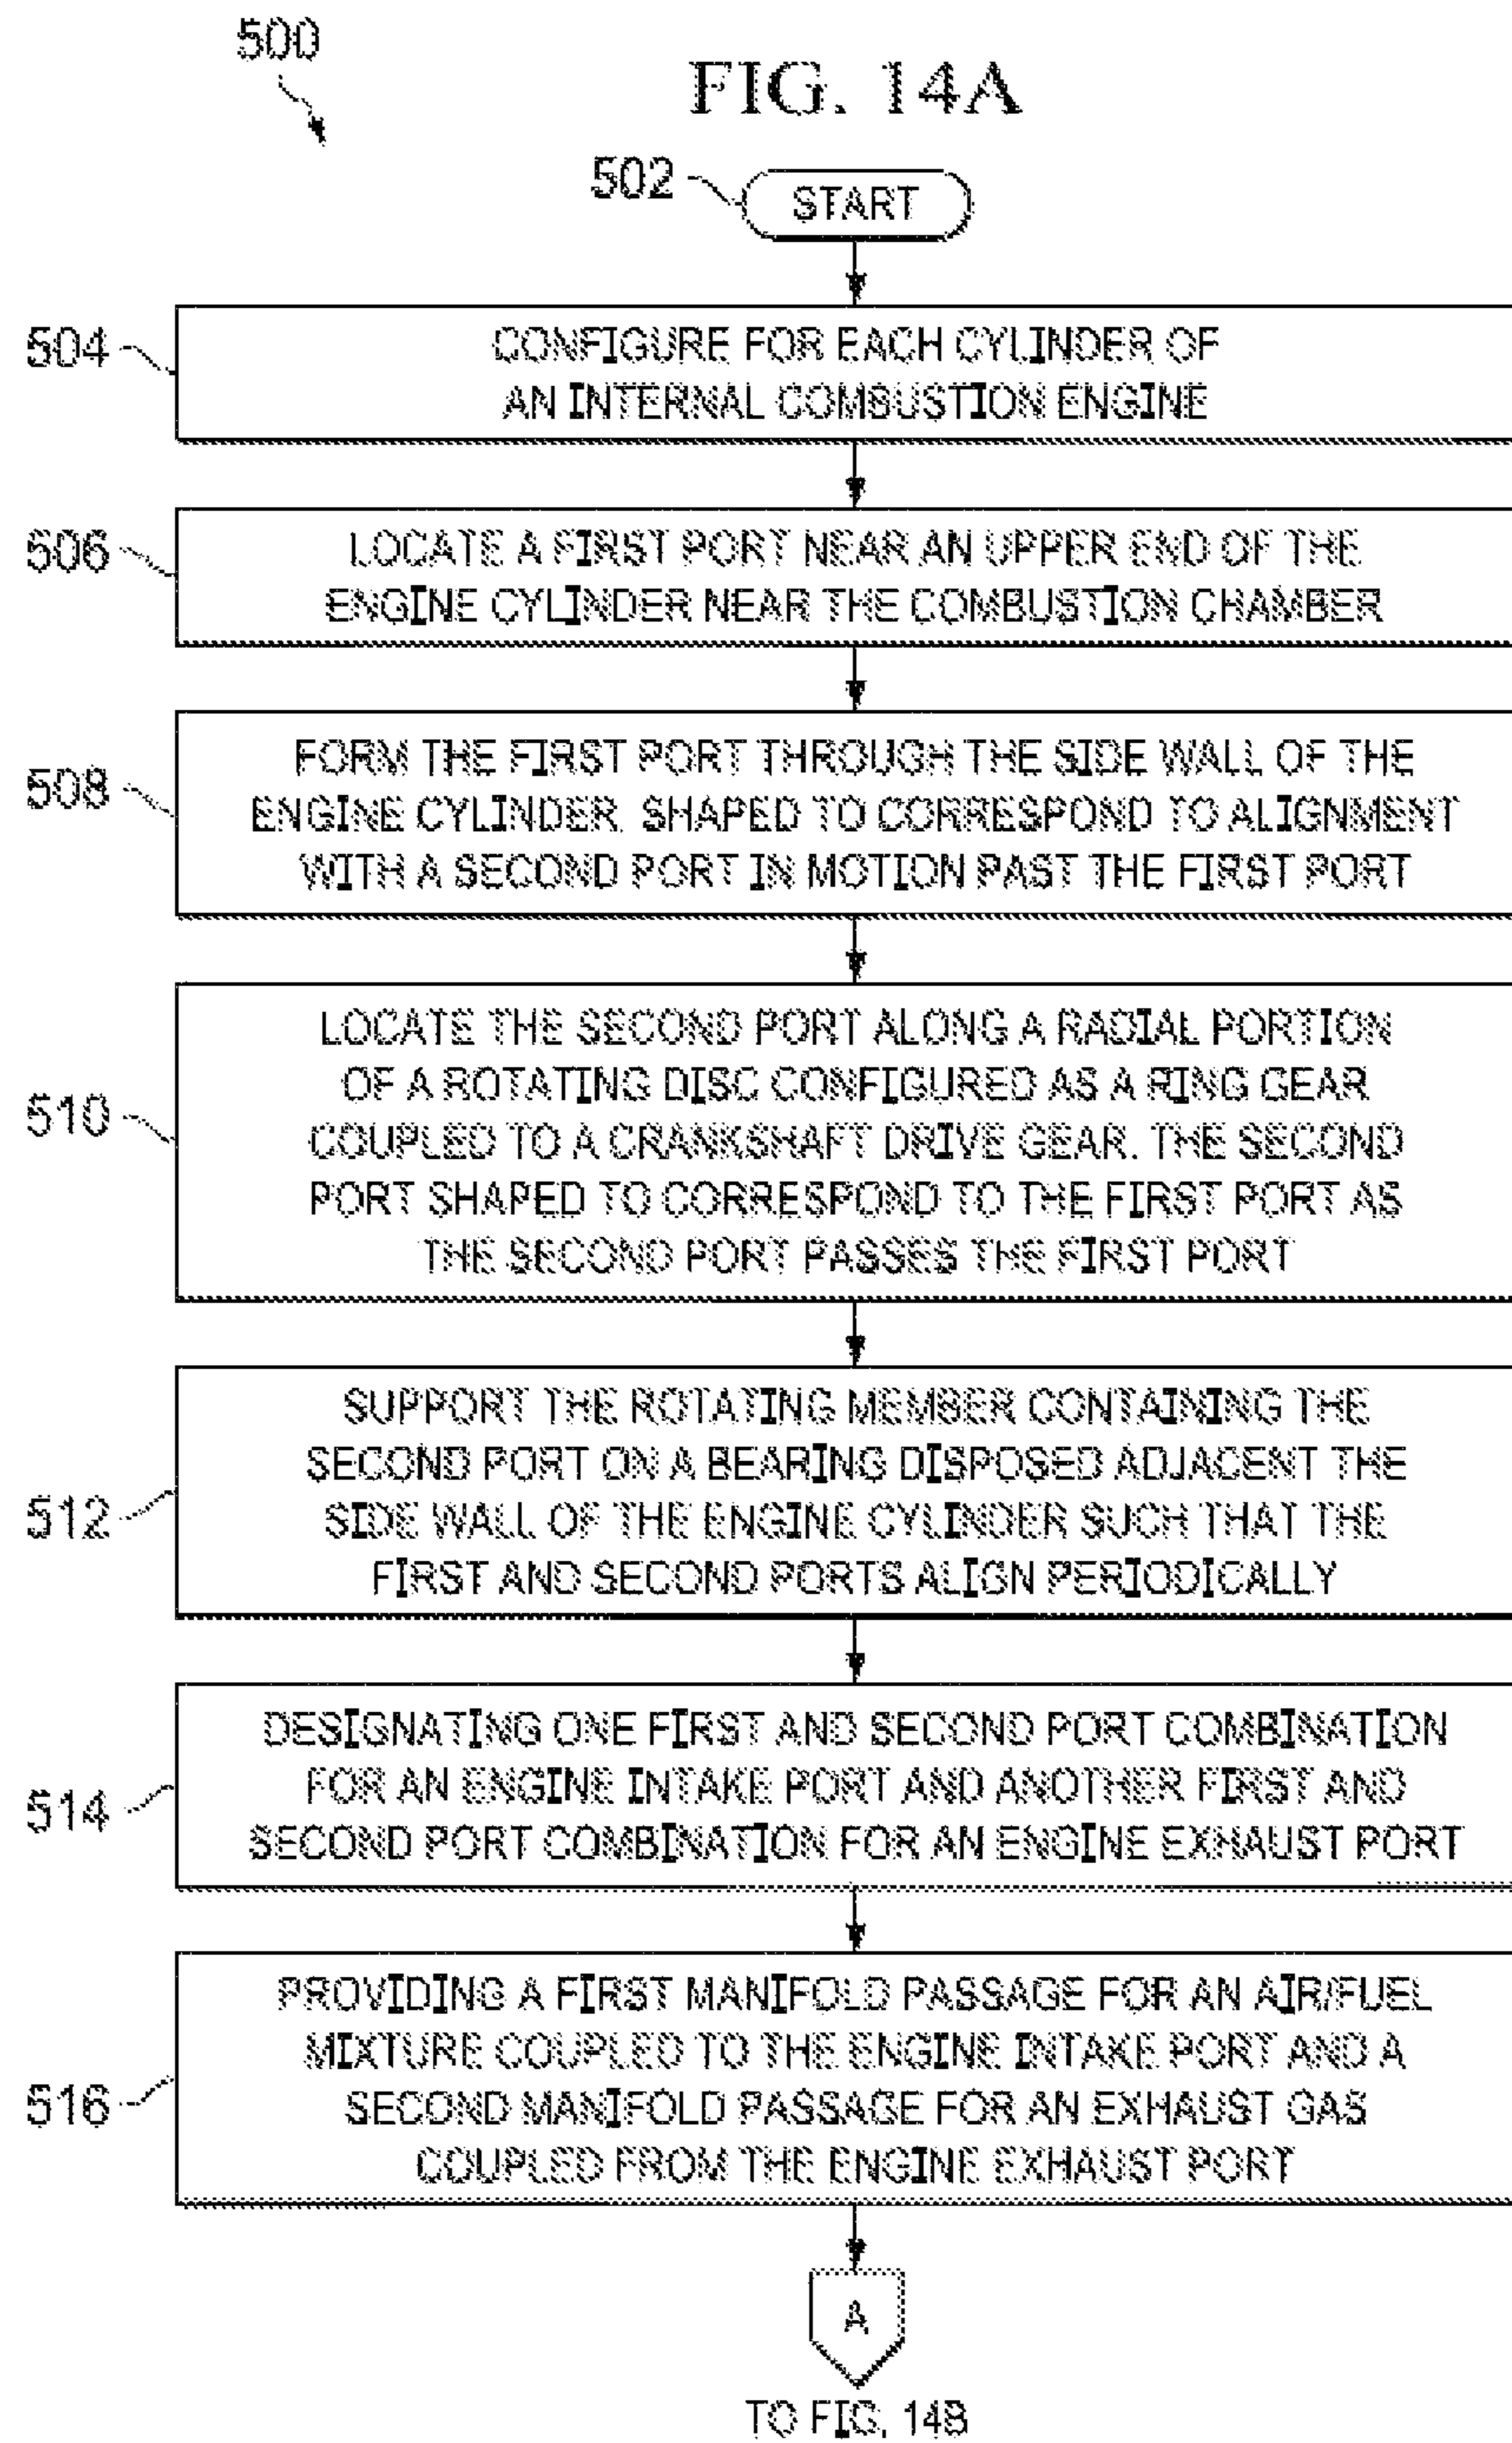 500
FIG. 14A
502
START
504
CONFIGURE FOR EACH CYLINDER OF
AN INTERNAL COMBUSTION ENGINE
506
LOCATE A FIRST PORT NEAR AN UPPER END OF THE
ENGINE CYLINDER NEAR THE COMBUSTION CHAMBER
508
FORM THE FIRST PORT THROUGH THE SIDE WALL OF THE
ENGINE CYLINDER. SHAPED TO CORRESPOND TO ALIGNMENT
WITH A SECOND PORT IN MOTION PAST THE FIRST PORT
510
LOCATE THE SECOND PORT ALONG A RADIAL PORTION
OF A ROTATING DISC CONFIGURED AS A RING GEAR
COUPLED TO A CRANKSHAFT DRIVE GEAR. THE SECOND
PORT SHAPED TO CORRESPOND TO THE FIRST PORT AS
THE SECOND PORT PASSES THE FIRST PORT
512
SUPPORT THE ROTATING MEMBER CONTAINING THE
SECOND PORT ON A BEARING DISPOSED ADJACENT THE
SIDE WALL OF THE ENGINE CYLINDER SUCH THAT THE
FIRST AND SECOND PORTS ALIGN PERIODICALLY
514
DESIGNATING ONE FIRST AND SECOND PORT COMBINATION
FOR AN ENGINE INTAKE PORT AND ANOTHER FIRST AND
SECOND PORT COMBINATION FOR AN ENGINE EXHAUST PORT
516
PROVIDING A FIRST MANIFOLD PASSAGE FOR AN AIR/FUEL
MIXTURE COUPLED TO THE ENGINE INTAKE PORT AND A
SECOND MANIFOLD PASSAGE FOR AN EXHAUST GAS
COUPLED FROM THE ENGINE EXHAUST PORT
A
TO FIG. 14B